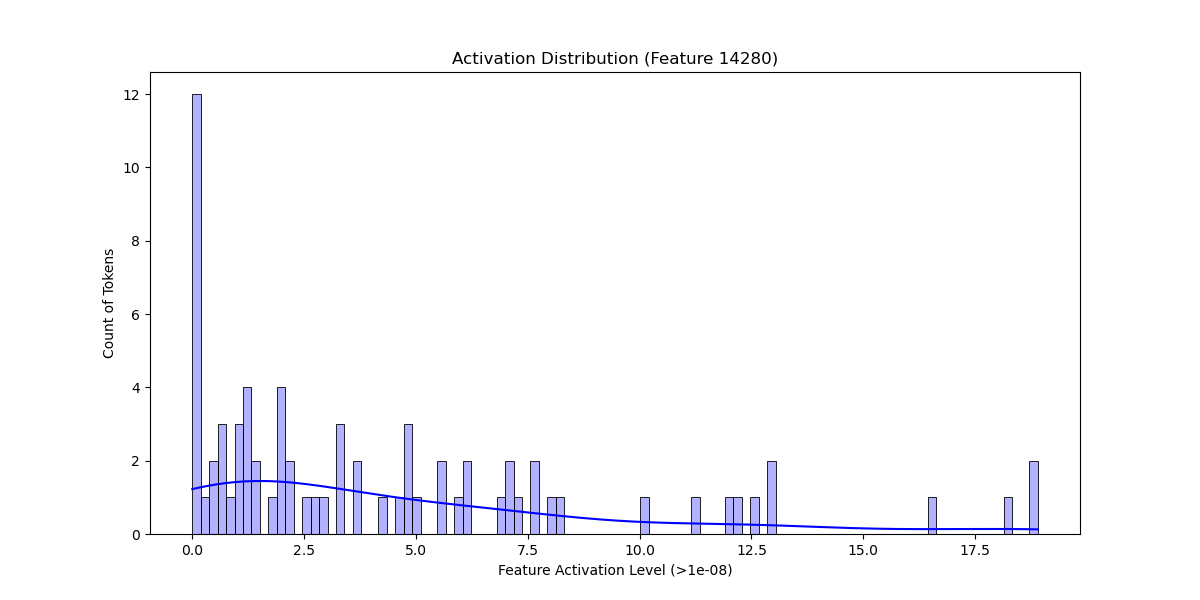 Activation Distribution (Feature 14280)
12
10
8
6
4
2
0
Count of Tokens
0.0 2.5 5.0 7.5 10.0 12.5 15.0 17.5
Feature Activation Level (>1e-08)